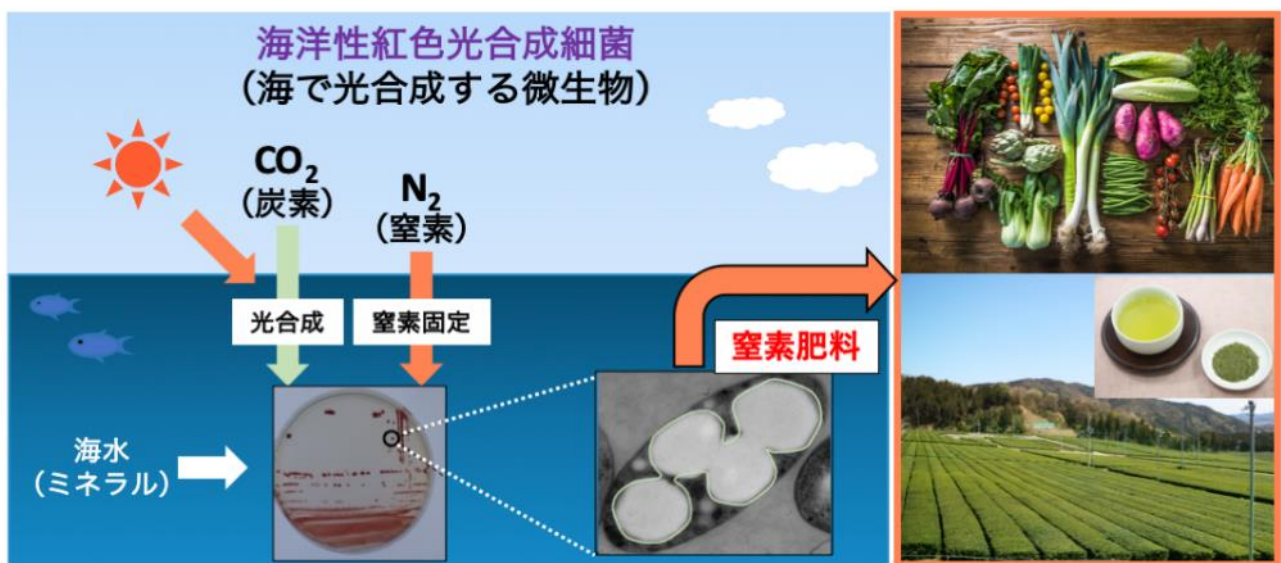 海洋性紅色光合成細菌
（海で光合成する微生物）
CO₂
（炭素）
N₂
（窒素）
光合成
窒素固定
窒素肥料
海水
（ミネラル）